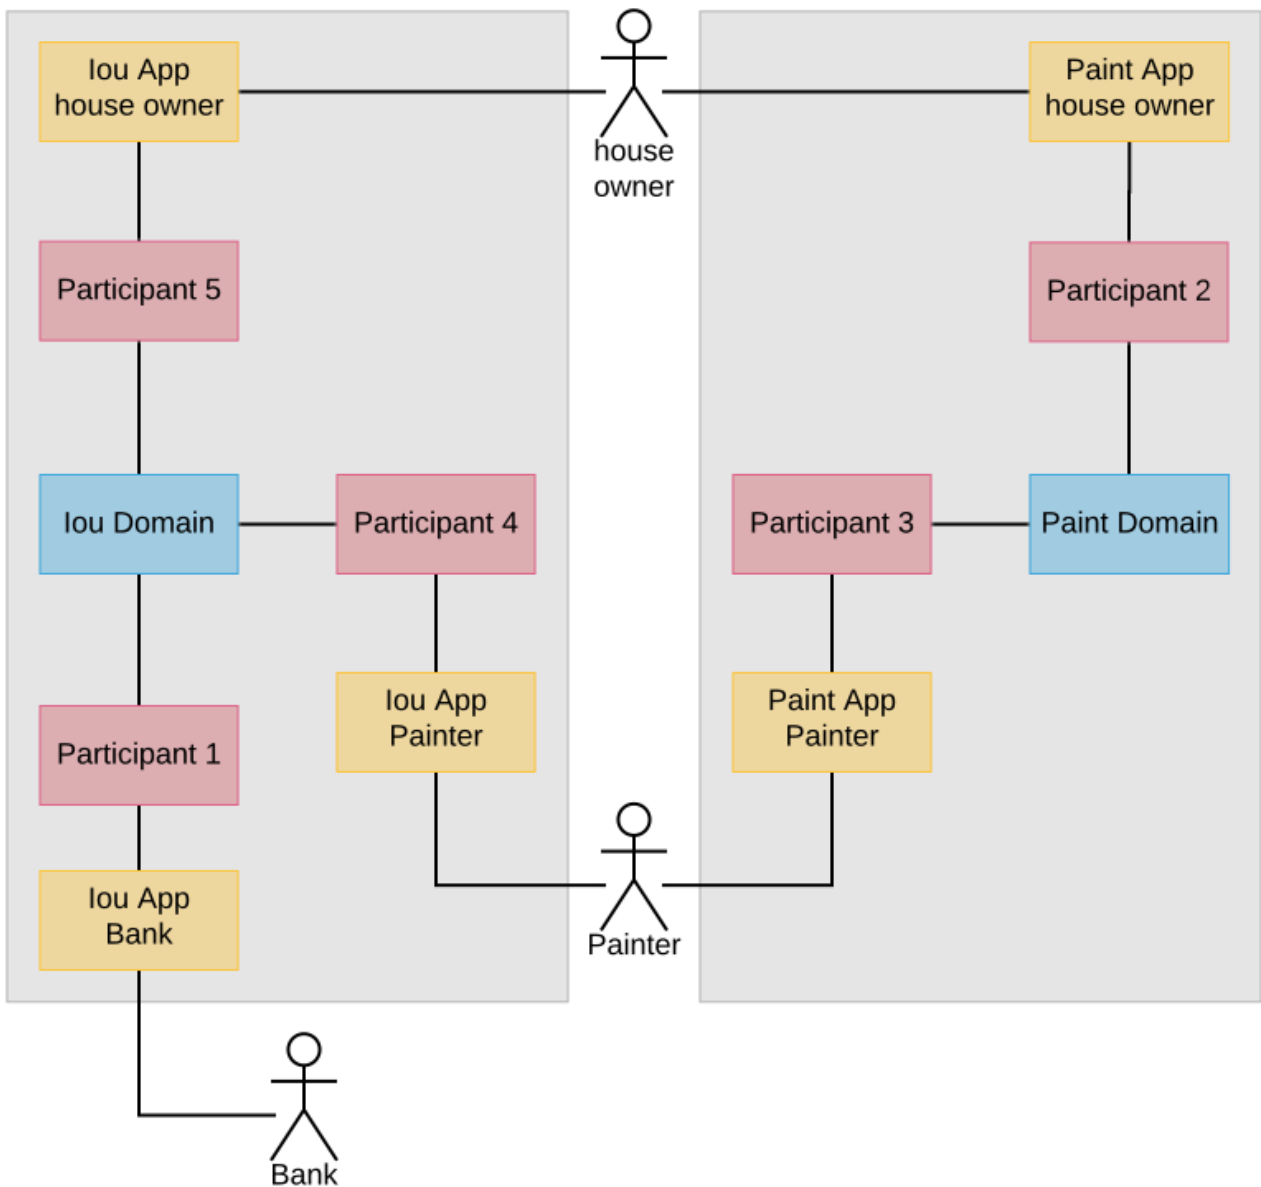 Iou App
house owner
house
owner
Paint App
house owner
Participant 5
Participant 2
Iou Domain
Participant 4
Participant 3
Paint Domain
Iou App
Painter
Paint App
Painter
Participant 1
Iou App
Bank
Painter
Bank